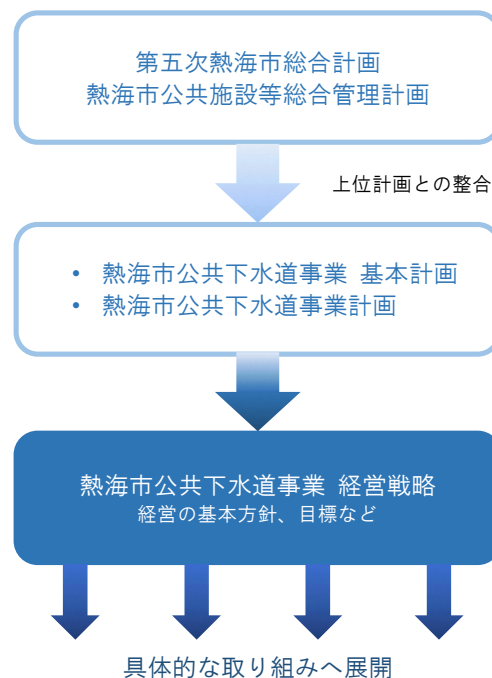 第五次熱海市総合計画
熱海市公共施設等総合管理計画
上位計画との整合
• 熱海市公共下水道事業 基本計画
• 熱海市公共下水道事業計画
熱海市公共下水道事業 経営戦略
経営の基本方針、目標など
具体的な取り組みへ展開